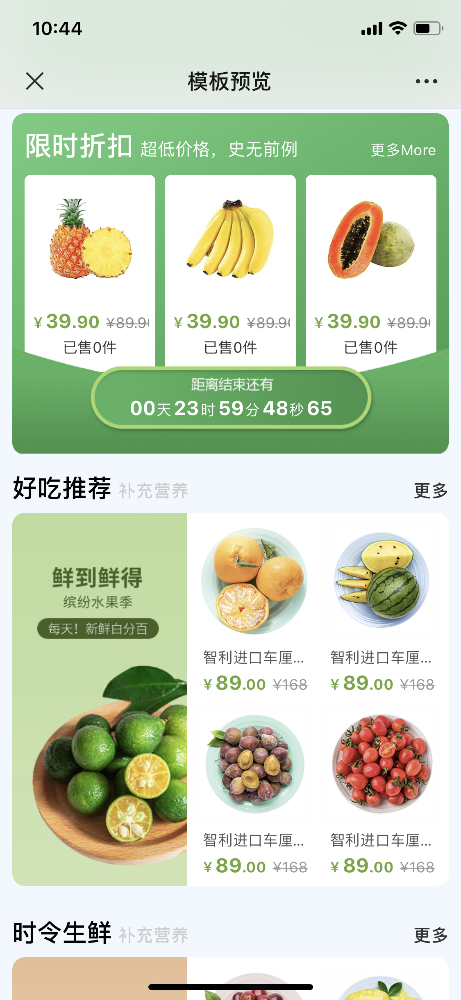 10:44
模板预览
限时折扣 超低价格，史无前例 更多More
¥39.90 ¥89.90 ¥39.90 ¥89.90 ¥39.90 ¥89.90
已售0件 已售0件 已售0件
距离结束还有
00天23时59分48秒65
好吃推荐 补充营养 更多
鲜到鲜得
缤纷水果季
每天！新鲜白分百
智利进口车厘... 智利进口车厘...
¥89.00 ¥168 ¥89.00 ¥168
智利进口车厘... 智利进口车厘...
¥89.00 ¥168 ¥89.00 ¥168
时令生鲜 补充营养 更多